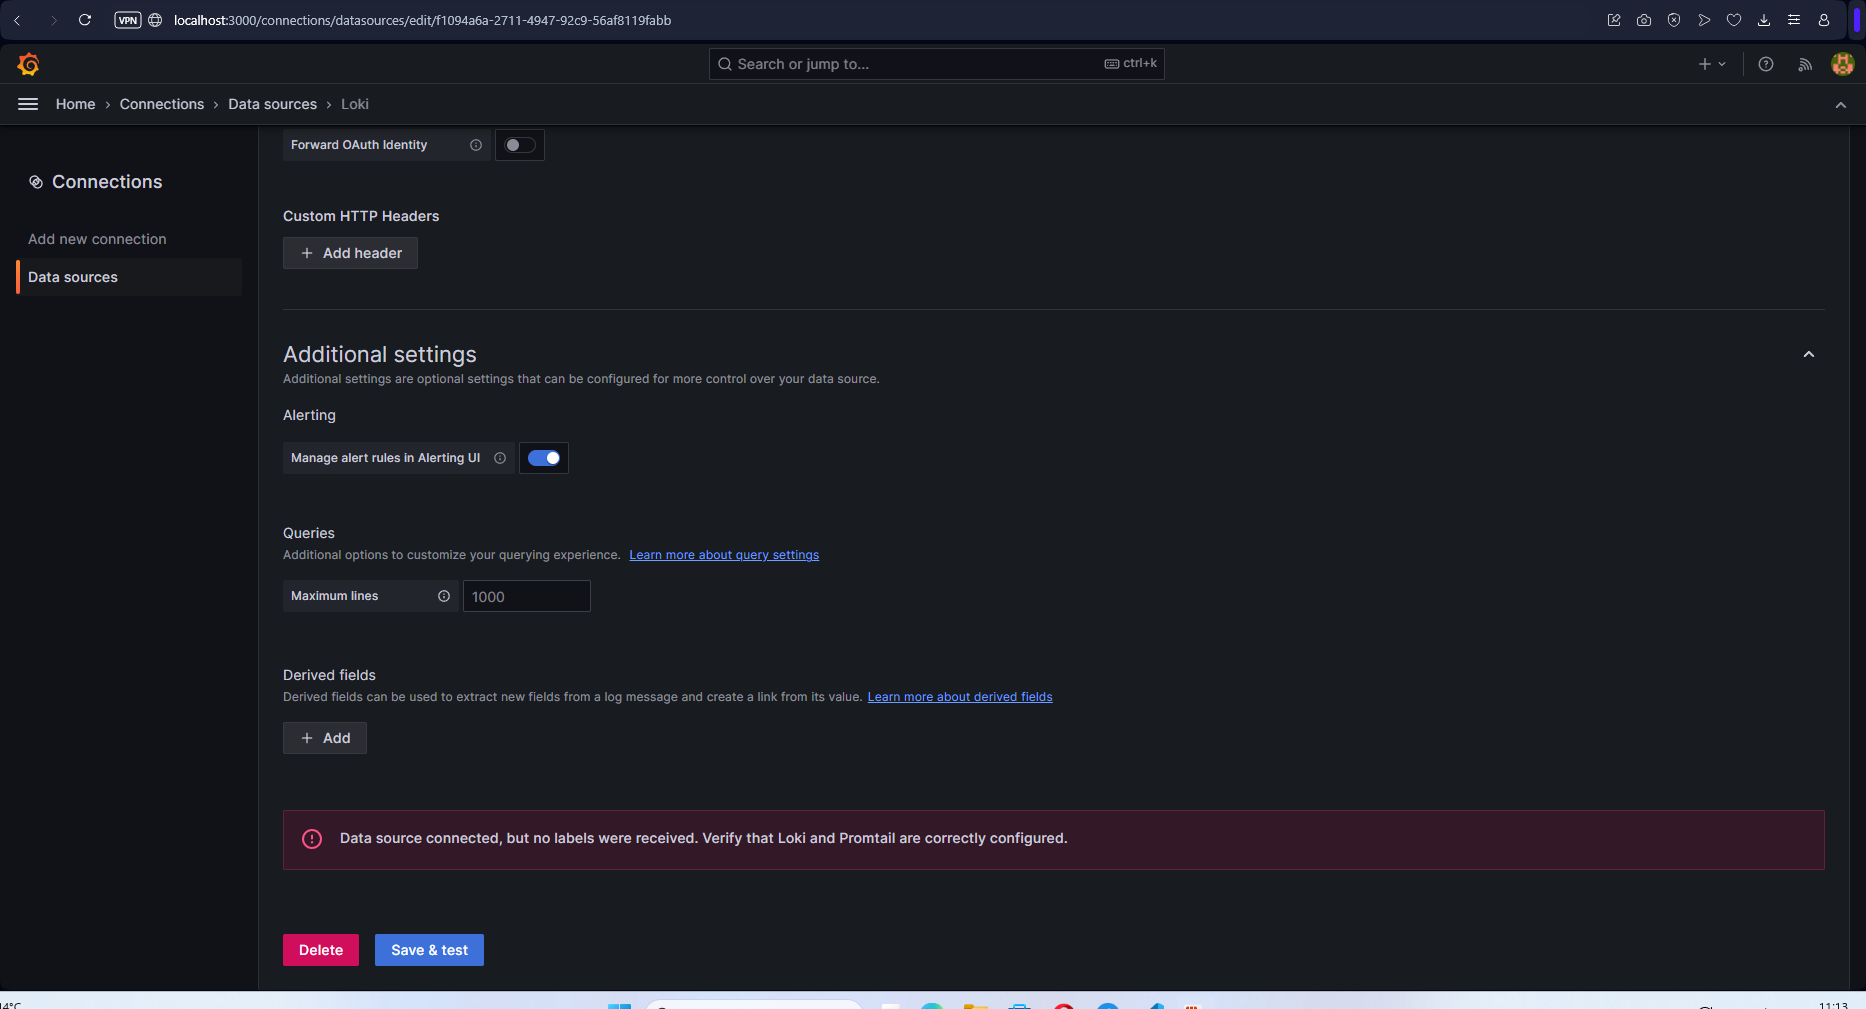 VPN
localhost:3000/connections/datasources/edit/f1094a6a-2711-4947-92c9-56af8119fabb
Search or jump to...
ctrl+k
Home › Connections › Data sources › Loki
Connections
Add new connection
Data sources
Forward OAuth Identity
Custom HTTP Headers
+ Add header
Additional settings
Additional settings are optional settings that can be configured for more control over your data source.
Alerting
Manage alert rules in Alerting UI
Queries
Additional options to customize your querying experience. Learn more about query settings
Maximum lines
1000
Derived fields
Derived fields can be used to extract new fields from a log message and create a link from its value. Learn more about derived fields
+ Add
Data source connected, but no labels were received. Verify that Loki and Promtail are correctly configured.
Delete
Save & test
11:13